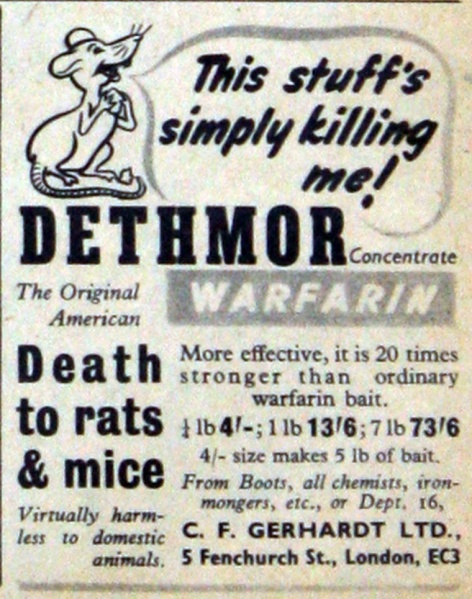 This stuff's
simply killing
me!
DETHMOR Concentrate
The Original
American
WARFARIN
Death
to rats
& mice
Virtually harm-
less to domestic
animals.
More effective, it is 20 times
stronger than ordinary
warfarin bait.
¼ lb 4/-; 1 lb 13/6; 7 lb 73/6
4/- size makes 5 lb of bait.
From Boots, all chemists, iron-
mongers, etc., or Dept. 16,
C. F. GERHARDT LTD.,
5 Fenchurch St., London, EC3